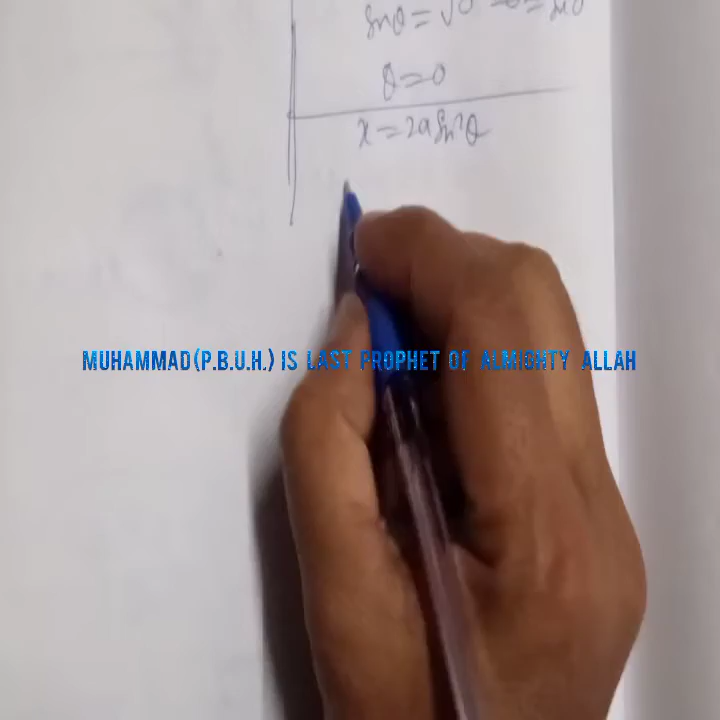 θ=0
x=2a sin²θ
MUHAMMAD(P.B.U.H.) IS LAST PROPHET OF ALMIGHTY ALLAH